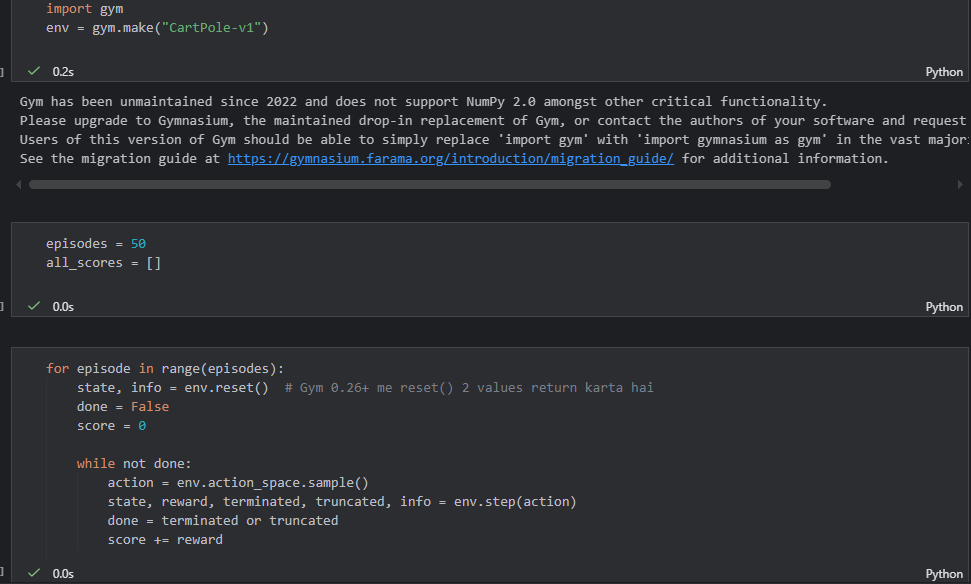 import gym
env = gym.make("CartPole-v1")
] ✓ 0.2s Python
Gym has been unmaintained since 2022 and does not support NumPy 2.0 amongst other critical functionality.
Please upgrade to Gymnasium, the maintained drop-in replacement of Gym, or contact the authors of your software and request
Users of this version of Gym should be able to simply replace 'import gym' with 'import gymnasium as gym' in the vast major
See the migration guide at https://gymnasium.farama.org/introduction/migration_guide/ for additional information.
episodes = 50
all_scores = []
] ✓ 0.0s Python
for episode in range(episodes):
    state, info = env.reset()  # Gym 0.26+ me reset() 2 values return karta hai
    done = False
    score = 0
    while not done:
        action = env.action_space.sample()
        state, reward, terminated, truncated, info = env.step(action)
        done = terminated or truncated
        score += reward
] ✓ 0.0s Python